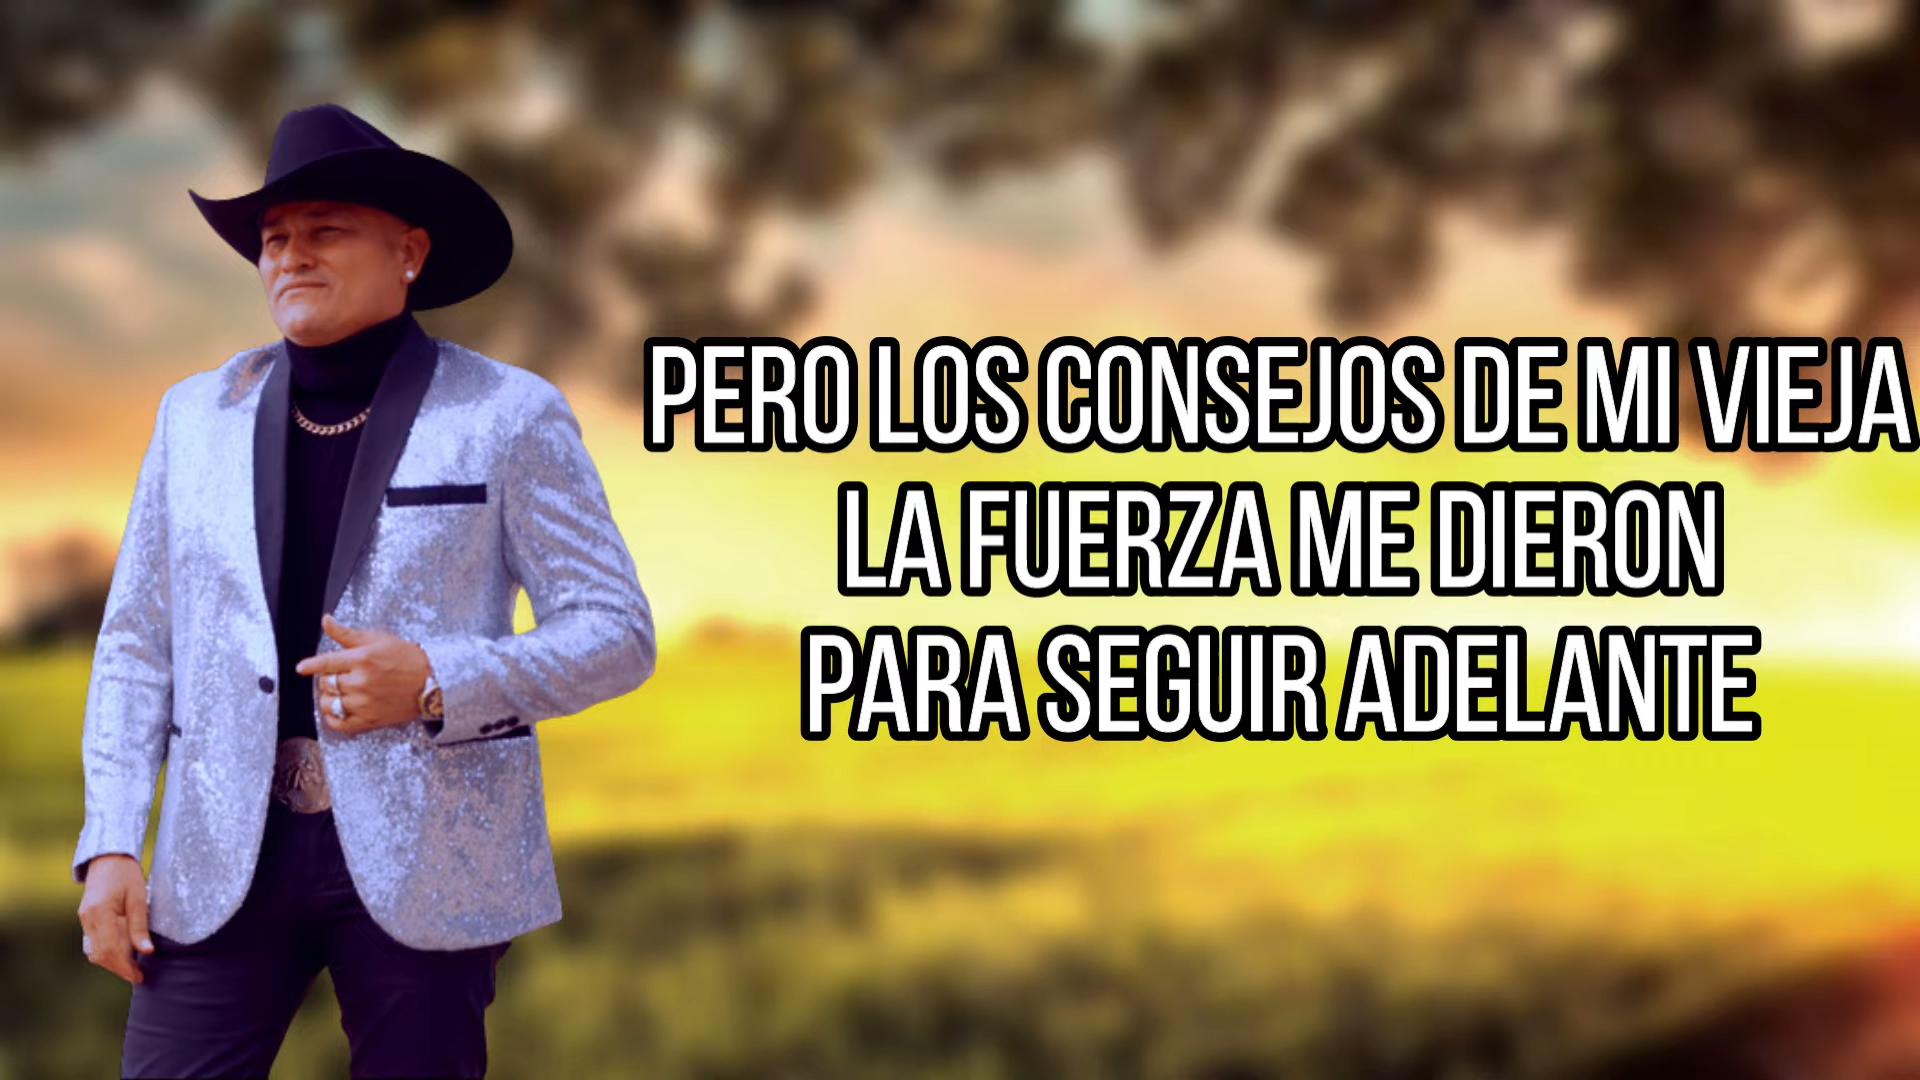 PERO LOS CONSEJOS DE MI VIEJA
LA FUERZA ME DIERON
PARA SEGUIR ADELANTE